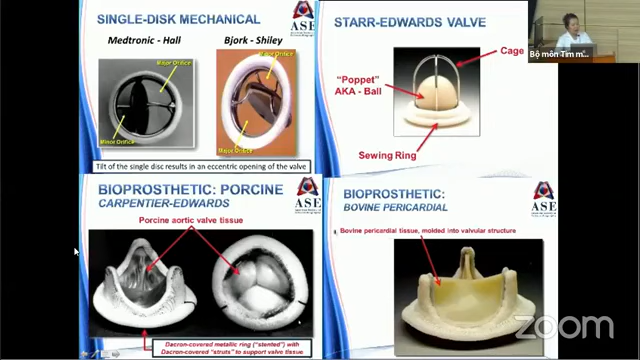 SINGLE-DISK MECHANICAL
ASE
Medtronic - Hall
Bjork - Shiley
Major Orifice
Major Orifice
Minor Orifice
Minor Orifice
Tilt of the single disc results in an eccentric opening of the valve
STARR-EDWARDS VALVE
"Poppet"
AKA - Ball
Cage
Sewing Ring
Bộ môn Tim m...
BIOPROSTHETIC: PORCINE
CARPENTIER-EDWARDS
ASE
Porcine aortic valve tissue
Dacron-covered metallic ring ("stented") with
Dacron-covered "struts" to support valve tissue
BIOPROSTHETIC:
BOVINE PERICARDIAL
ASE
Bovine pericardial tissue, molded into valvular structure
zoom